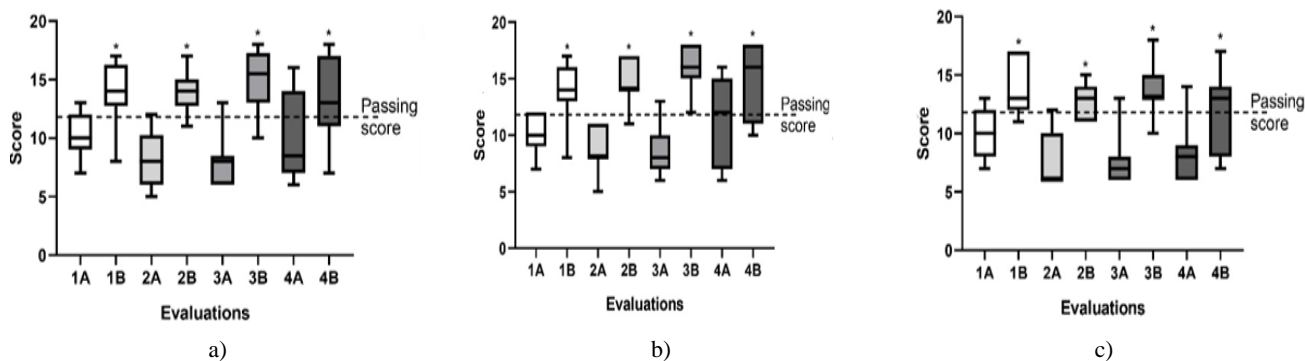 20
15
10
5
0
Score
* * * *
Passing
score
1A 1B 2A 2B 3A 3B 4A 4B
Evaluations
a)
20
15
10
5
0
Score
* * * *
Passing
score
1A 1B 2A 2B 3A 3B 4A 4B
Evaluations
b)
20
15
10
5
0
Score
* * * *
Passing
score
1A 1B 2A 2B 3A 3B 4A 4B
Evaluations
c)